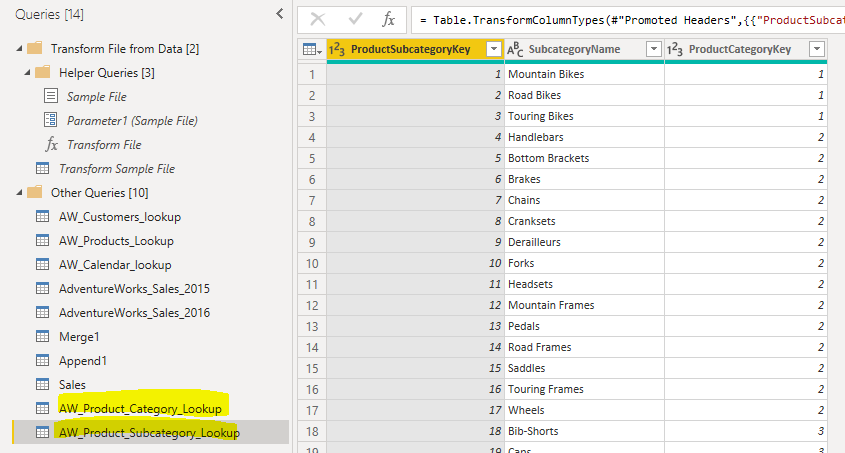 Queries [14]
= Table.TransformColumnTypes(#"Promoted Headers",{{"ProductSubcat
Transform File from Data [2]
Helper Queries [3]
Sample File
Parameter1 (Sample File)
fx Transform File
Transform Sample File
Other Queries [10]
AW_Customers_lookup
AW_Products_Lookup
AW_Calendar_lookup
AdventureWorks_Sales_2015
AdventureWorks_Sales_2016
Merge1
Append1
Sales
AW_Product_Category_Lookup
AW_Product_Subcategory_Lookup
fx
123 ProductSubcategoryKey ABC SubcategoryName 123 ProductCategoryKey
1 1 Mountain Bikes 1
2 2 Road Bikes 1
3 3 Touring Bikes 1
4 4 Handlebars 2
5 5 Bottom Brackets 2
6 6 Brakes 2
7 7 Chains 2
8 8 Cranksets 2
9 9 Derailleurs 2
10 10 Forks 2
11 11 Headsets 2
12 12 Mountain Frames 2
13 13 Pedals 2
14 14 Road Frames 2
15 15 Saddles 2
16 16 Touring Frames 2
17 17 Wheels 2
18 18 Bib-Shorts 3
19 19 Caps 3